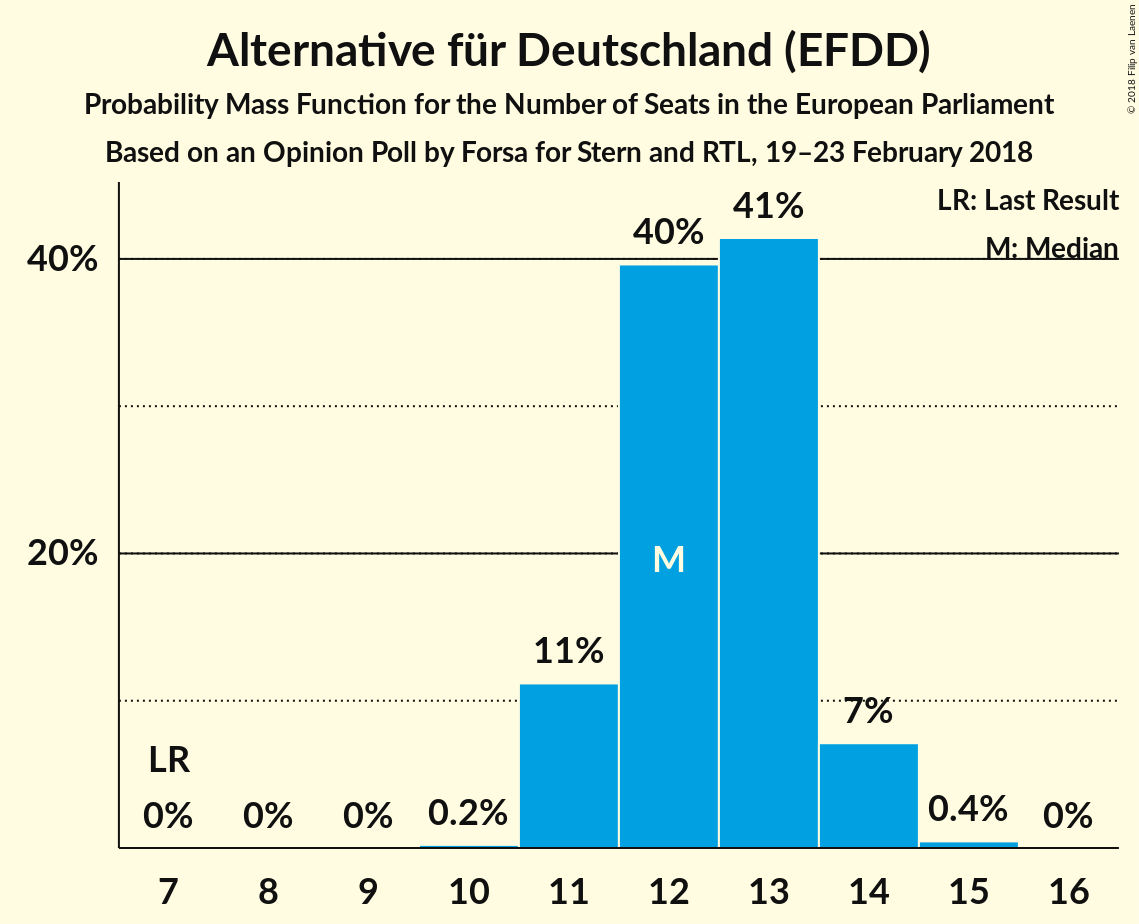 Alternative für Deutschland (EFDD)
Probability Mass Function for the Number of Seats in the European Parliament
Based on an Opinion Poll by Forsa for Stern and RTL, 19–23 February 2018
© 2018 Filip van Laenen
LR: Last Result
M: Median
40%
20%
LR
0%
0%
0%
0.2%
11%
40%
41%
7%
0.4%
0%
M
7
8
9
10
11
12
13
14
15
16